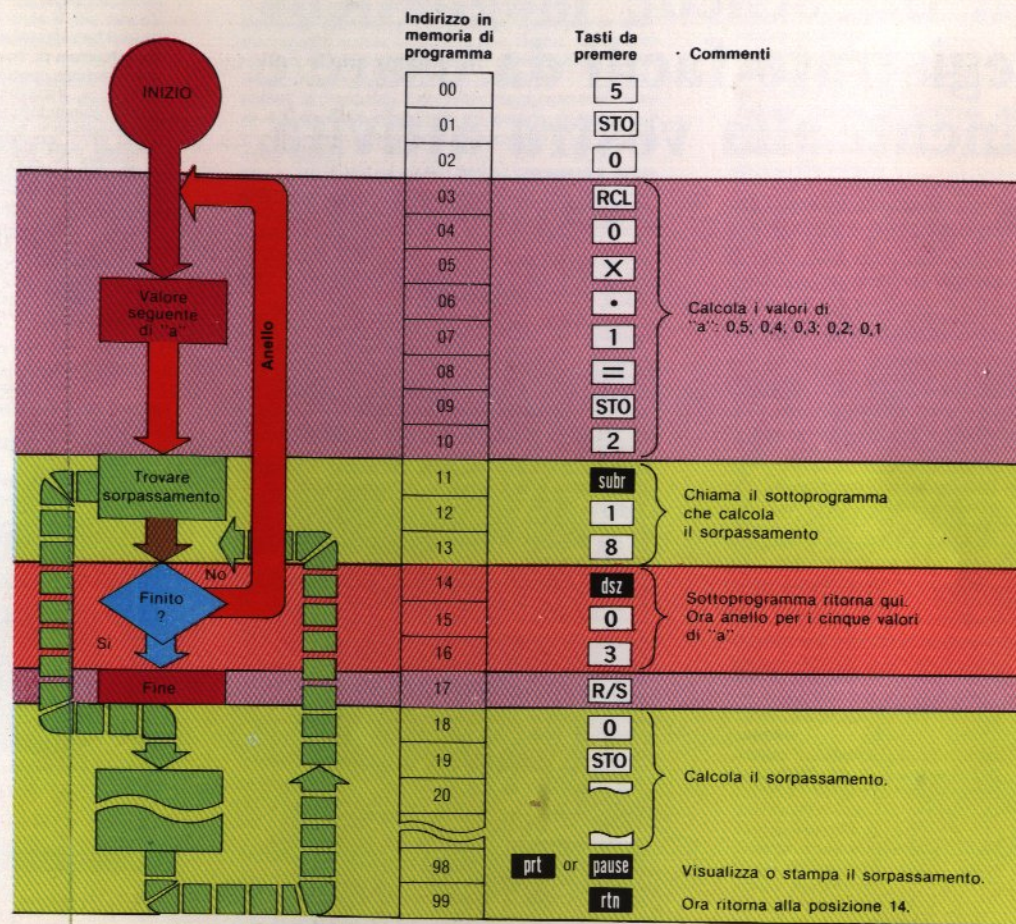 Indirizzo in
memoria di
programma
Tasti da
premere
Commenti
INIZIO
00 5
01 STO
02 0
03 RCL
04 0
05 X
06 •
07 1
08 =
09 STO
10 2
Valore
seguente
di "a"
Anello
Calcola i valori di
"a": 0,5; 0,4; 0,3; 0,2; 0,1
Trovare
sorpassamento
11 subr
12 1
13 8
Chiama il sottoprogramma
che calcola
il sorpassamento
No
Finito
?
Si
14 dsz
15 0
16 3
Sottoprogramma ritorna qui.
Ora anello per i cinque valori
di "a"
Fine
17 R/S
18 0
19 STO
20
Calcola il sorpassamento.
98 prt or pause Visualizza o stampa il sorpassamento.
99 rtn Ora ritorna alla posizione 14.